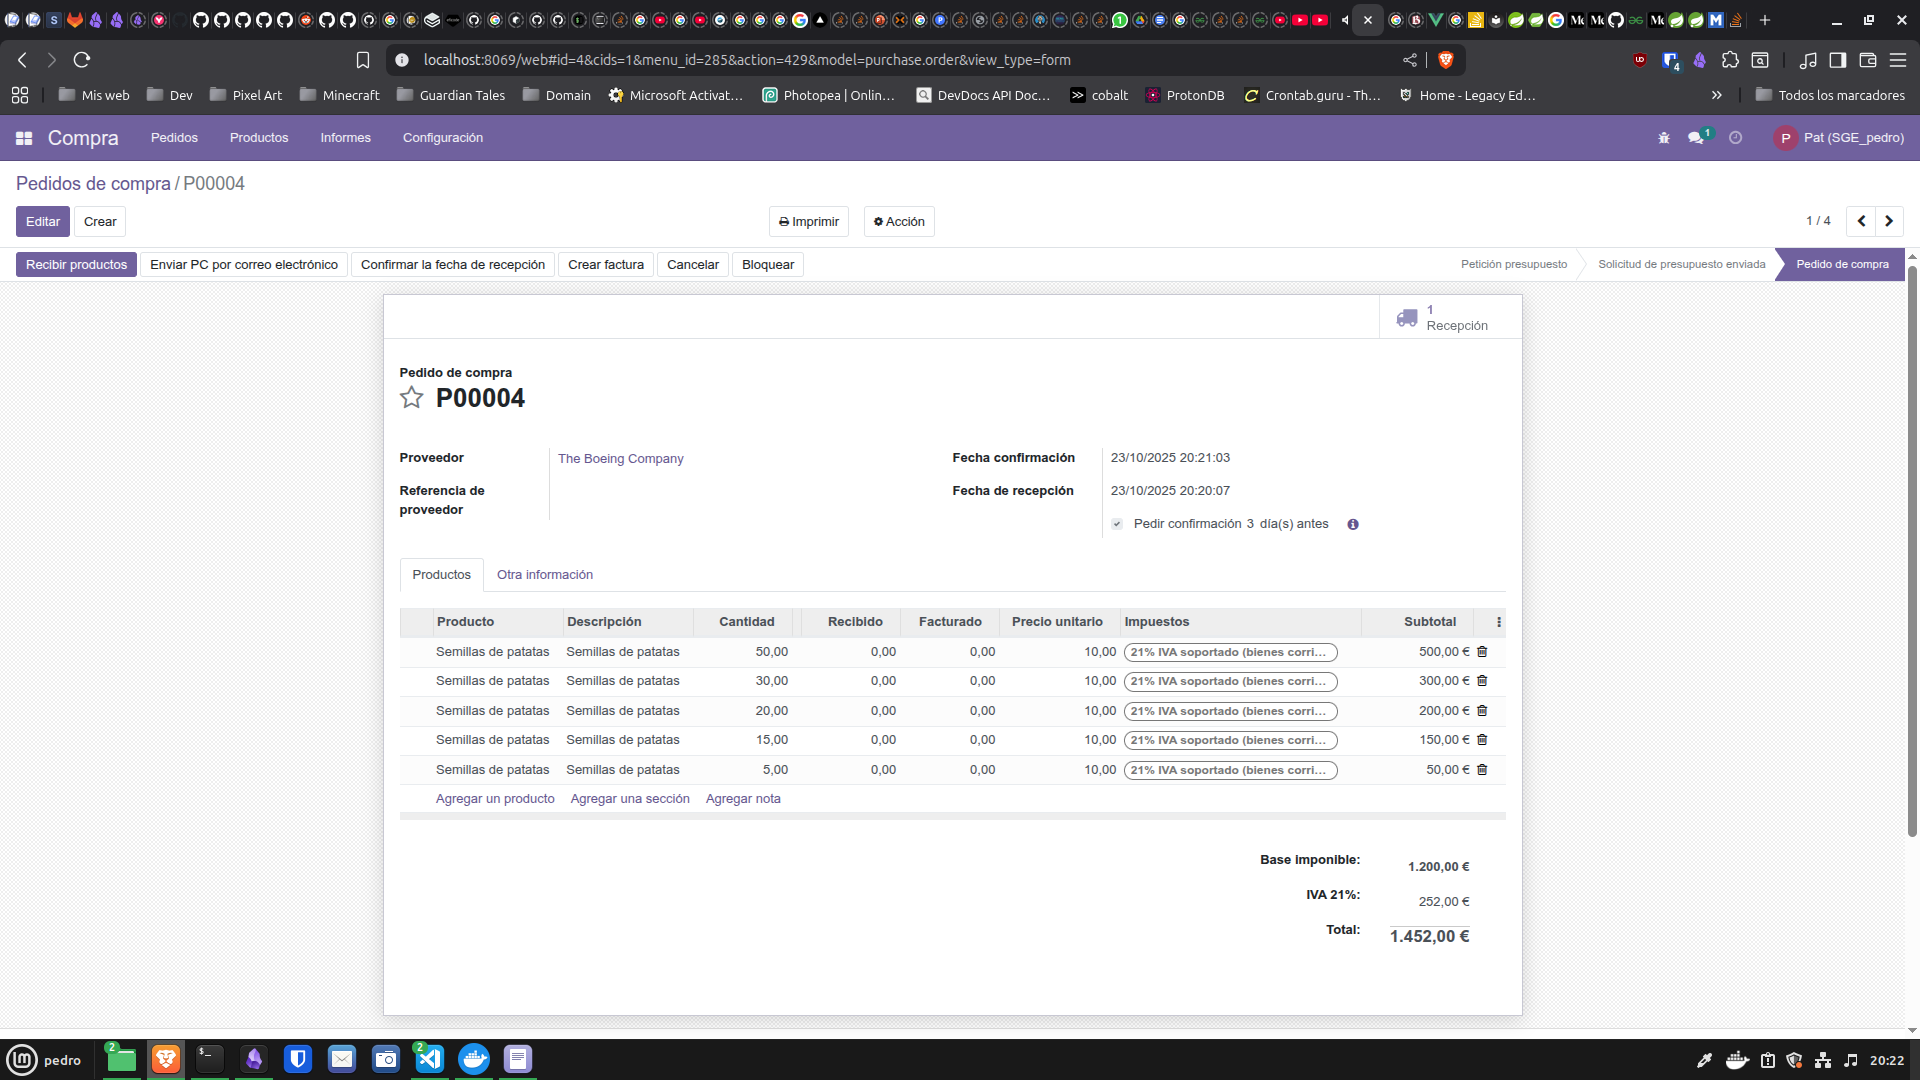 localhost:8069/web#id=4&cids=1&menu_id=285&action=429&model=purchase.order&view_type=form
Mis web
Dev
Pixel Art
Minecraft
Guardian Tales
Domain
Microsoft Activat...
Photopea | Onlin...
DevDocs API Doc...
cobalt
ProtonDB
Crontab.guru - Th...
Home - Legacy Ed...
Todos los marcadores
Compra
Pedidos
Productos
Informes
Configuración
1
P
Pat (SGE_pedro)
Pedidos de compra / P00004
Editar
Crear
Imprimir
Acción
1 / 4
Recibir productos
Enviar PC por correo electrónico
Confirmar la fecha de recepción
Crear factura
Cancelar
Bloquear
Petición presupuesto
Solicitud de presupuesto enviada
Pedido de compra
1
Recepción
Pedido de compra
P00004
Proveedor
The Boeing Company
Referencia de
proveedor
Fecha confirmación
23/10/2025 20:21:03
Fecha de recepción
23/10/2025 20:20:07
Pedir confirmación 3 día(s) antes
Productos
Otra información
Producto Descripción Cantidad Recibido Facturado Precio unitario Impuestos Subtotal
Semillas de patatas Semillas de patatas 50,00 0,00 0,00 10,00 21% IVA soportado (bienes corri... 500,00 €
Semillas de patatas Semillas de patatas 30,00 0,00 0,00 10,00 21% IVA soportado (bienes corri... 300,00 €
Semillas de patatas Semillas de patatas 20,00 0,00 0,00 10,00 21% IVA soportado (bienes corri... 200,00 €
Semillas de patatas Semillas de patatas 15,00 0,00 0,00 10,00 21% IVA soportado (bienes corri... 150,00 €
Semillas de patatas Semillas de patatas 5,00 0,00 0,00 10,00 21% IVA soportado (bienes corri... 50,00 €
Agregar un producto Agregar una sección Agregar nota
Base imponible: 1.200,00 €
IVA 21%: 252,00 €
Total: 1.452,00 €
pedro
2
2
20:22